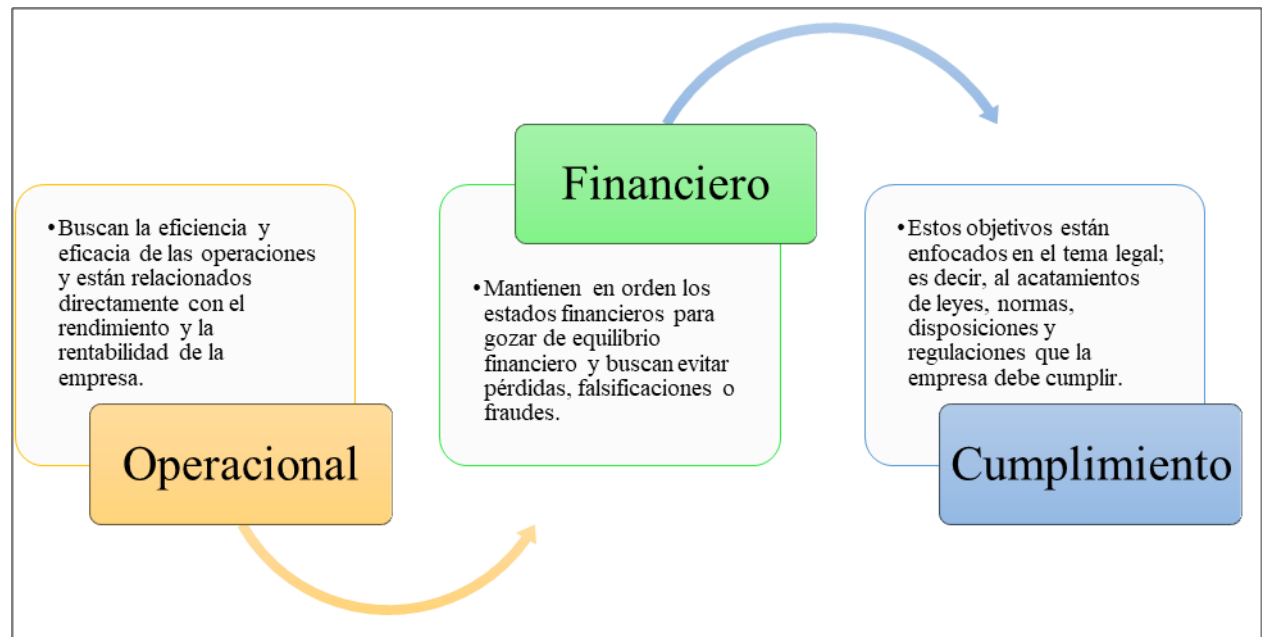 •Buscan la eficiencia y
eficacia de las operaciones
y están relacionados
directamente con el
rendimiento y la
rentabilidad de la
empresa.
Operacional
Financiero
•Mantienen en orden los
estados financieros para
gozar de equilibrio
financiero y buscan evitar
pérdidas, falsificaciones o
fraudes.
•Estos objetivos están
enfocados en el tema legal;
es decir, al acatamientos
de leyes, normas,
disposiciones y
regulaciones que la
empresa debe cumplir.
Cumplimiento